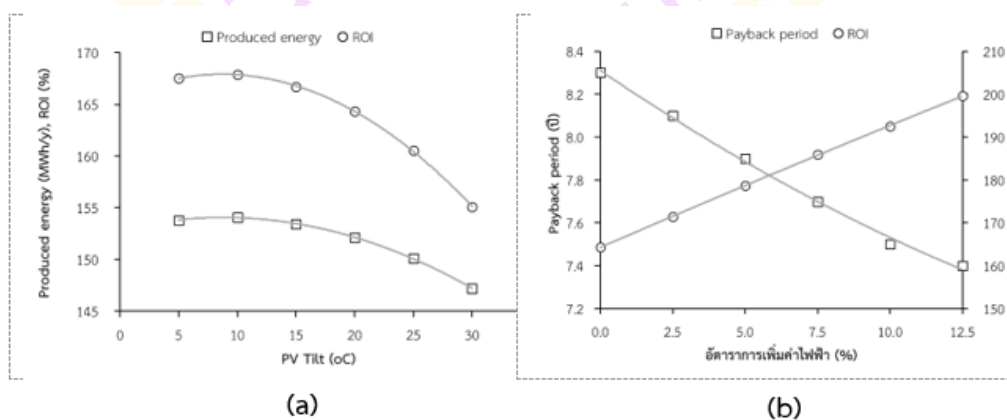 Produced energy ROI
170
165
160
155
150
145
0 5 10 15 20 25 30
Produced energy (MWh/y), ROI (%)
PV Tilt (oC)
(a)
Payback period ROI
8.4
8.2
8.0
7.8
7.6
7.4
7.2
210
200
190
180
170
160
150
0.0 2.5 5.0 7.5 10.0 12.5
Payback period (ปี)
อัตาราการเพิ่มค่าไฟฟ้า (%)
(b)